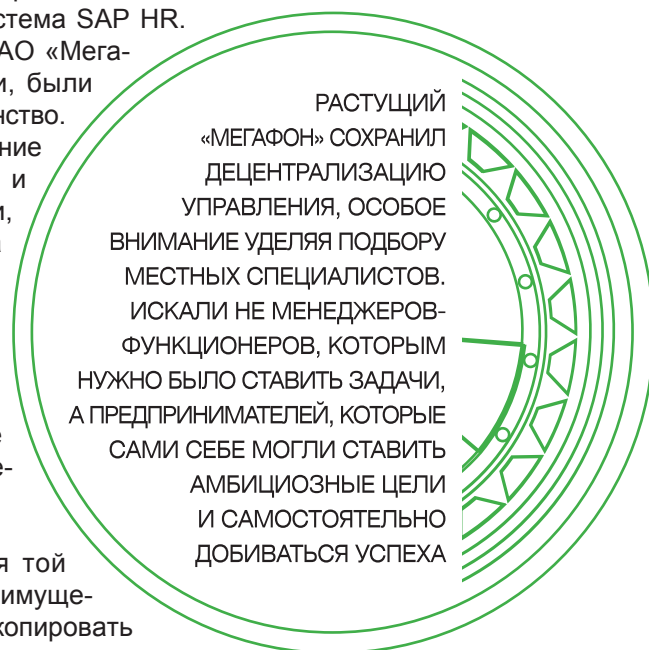 стема SAP HR.
АО «Мега-
и, были
нство.
ние
и
и,
РАСТУЩИЙ
«МЕГАФОН» СОХРАНИЛ
ДЕЦЕНТРАЛИЗАЦИЮ
УПРАВЛЕНИЯ, ОСОБОЕ
ВНИМАНИЕ УДЕЛЯЯ ПОДБОРУ
МЕСТНЫХ СПЕЦИАЛИСТОВ.
ИСКАЛИ НЕ МЕНЕДЖЕРОВ-
ФУНКЦИОНЕРОВ, КОТОРЫМ
НУЖНО БЫЛО СТАВИТЬ ЗАДАЧИ,
А ПРЕДПРИНИМАТЕЛЕЙ, КОТОРЫЕ
САМИ СЕБЕ МОГЛИ СТАВИТЬ
АМБИЦИОЗНЫЕ ЦЕЛИ
И САМОСТОЯТЕЛЬНО
ДОБИВАТЬСЯ УСПЕХА
е-
я той
имуще-
копировать